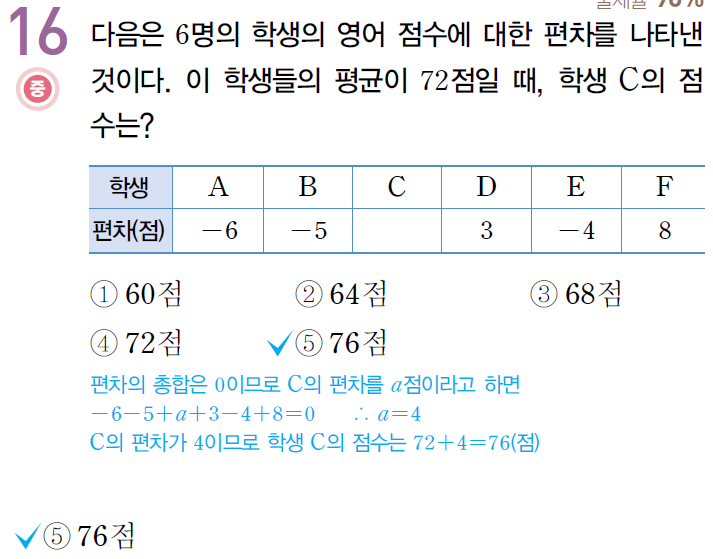 16
중
다음은 6명의 학생의 영어 점수에 대한 편차를 나타낸
것이다. 이 학생들의 평균이 72점일 때, 학생 C의 점
수는?
학생 A B C D E F
편차(점) -6 -5 3 -4 8
① 60점 ② 64점 ③ 68점
④ 72점 ⑤ 76점
편차의 총합은 0이므로 C의 편차를 a점이라고 하면
-6-5+a+3-4+8=0 ∴ a=4
C의 편차가 4이므로 학생 C의 점수는 72+4=76(점)
⑤ 76점